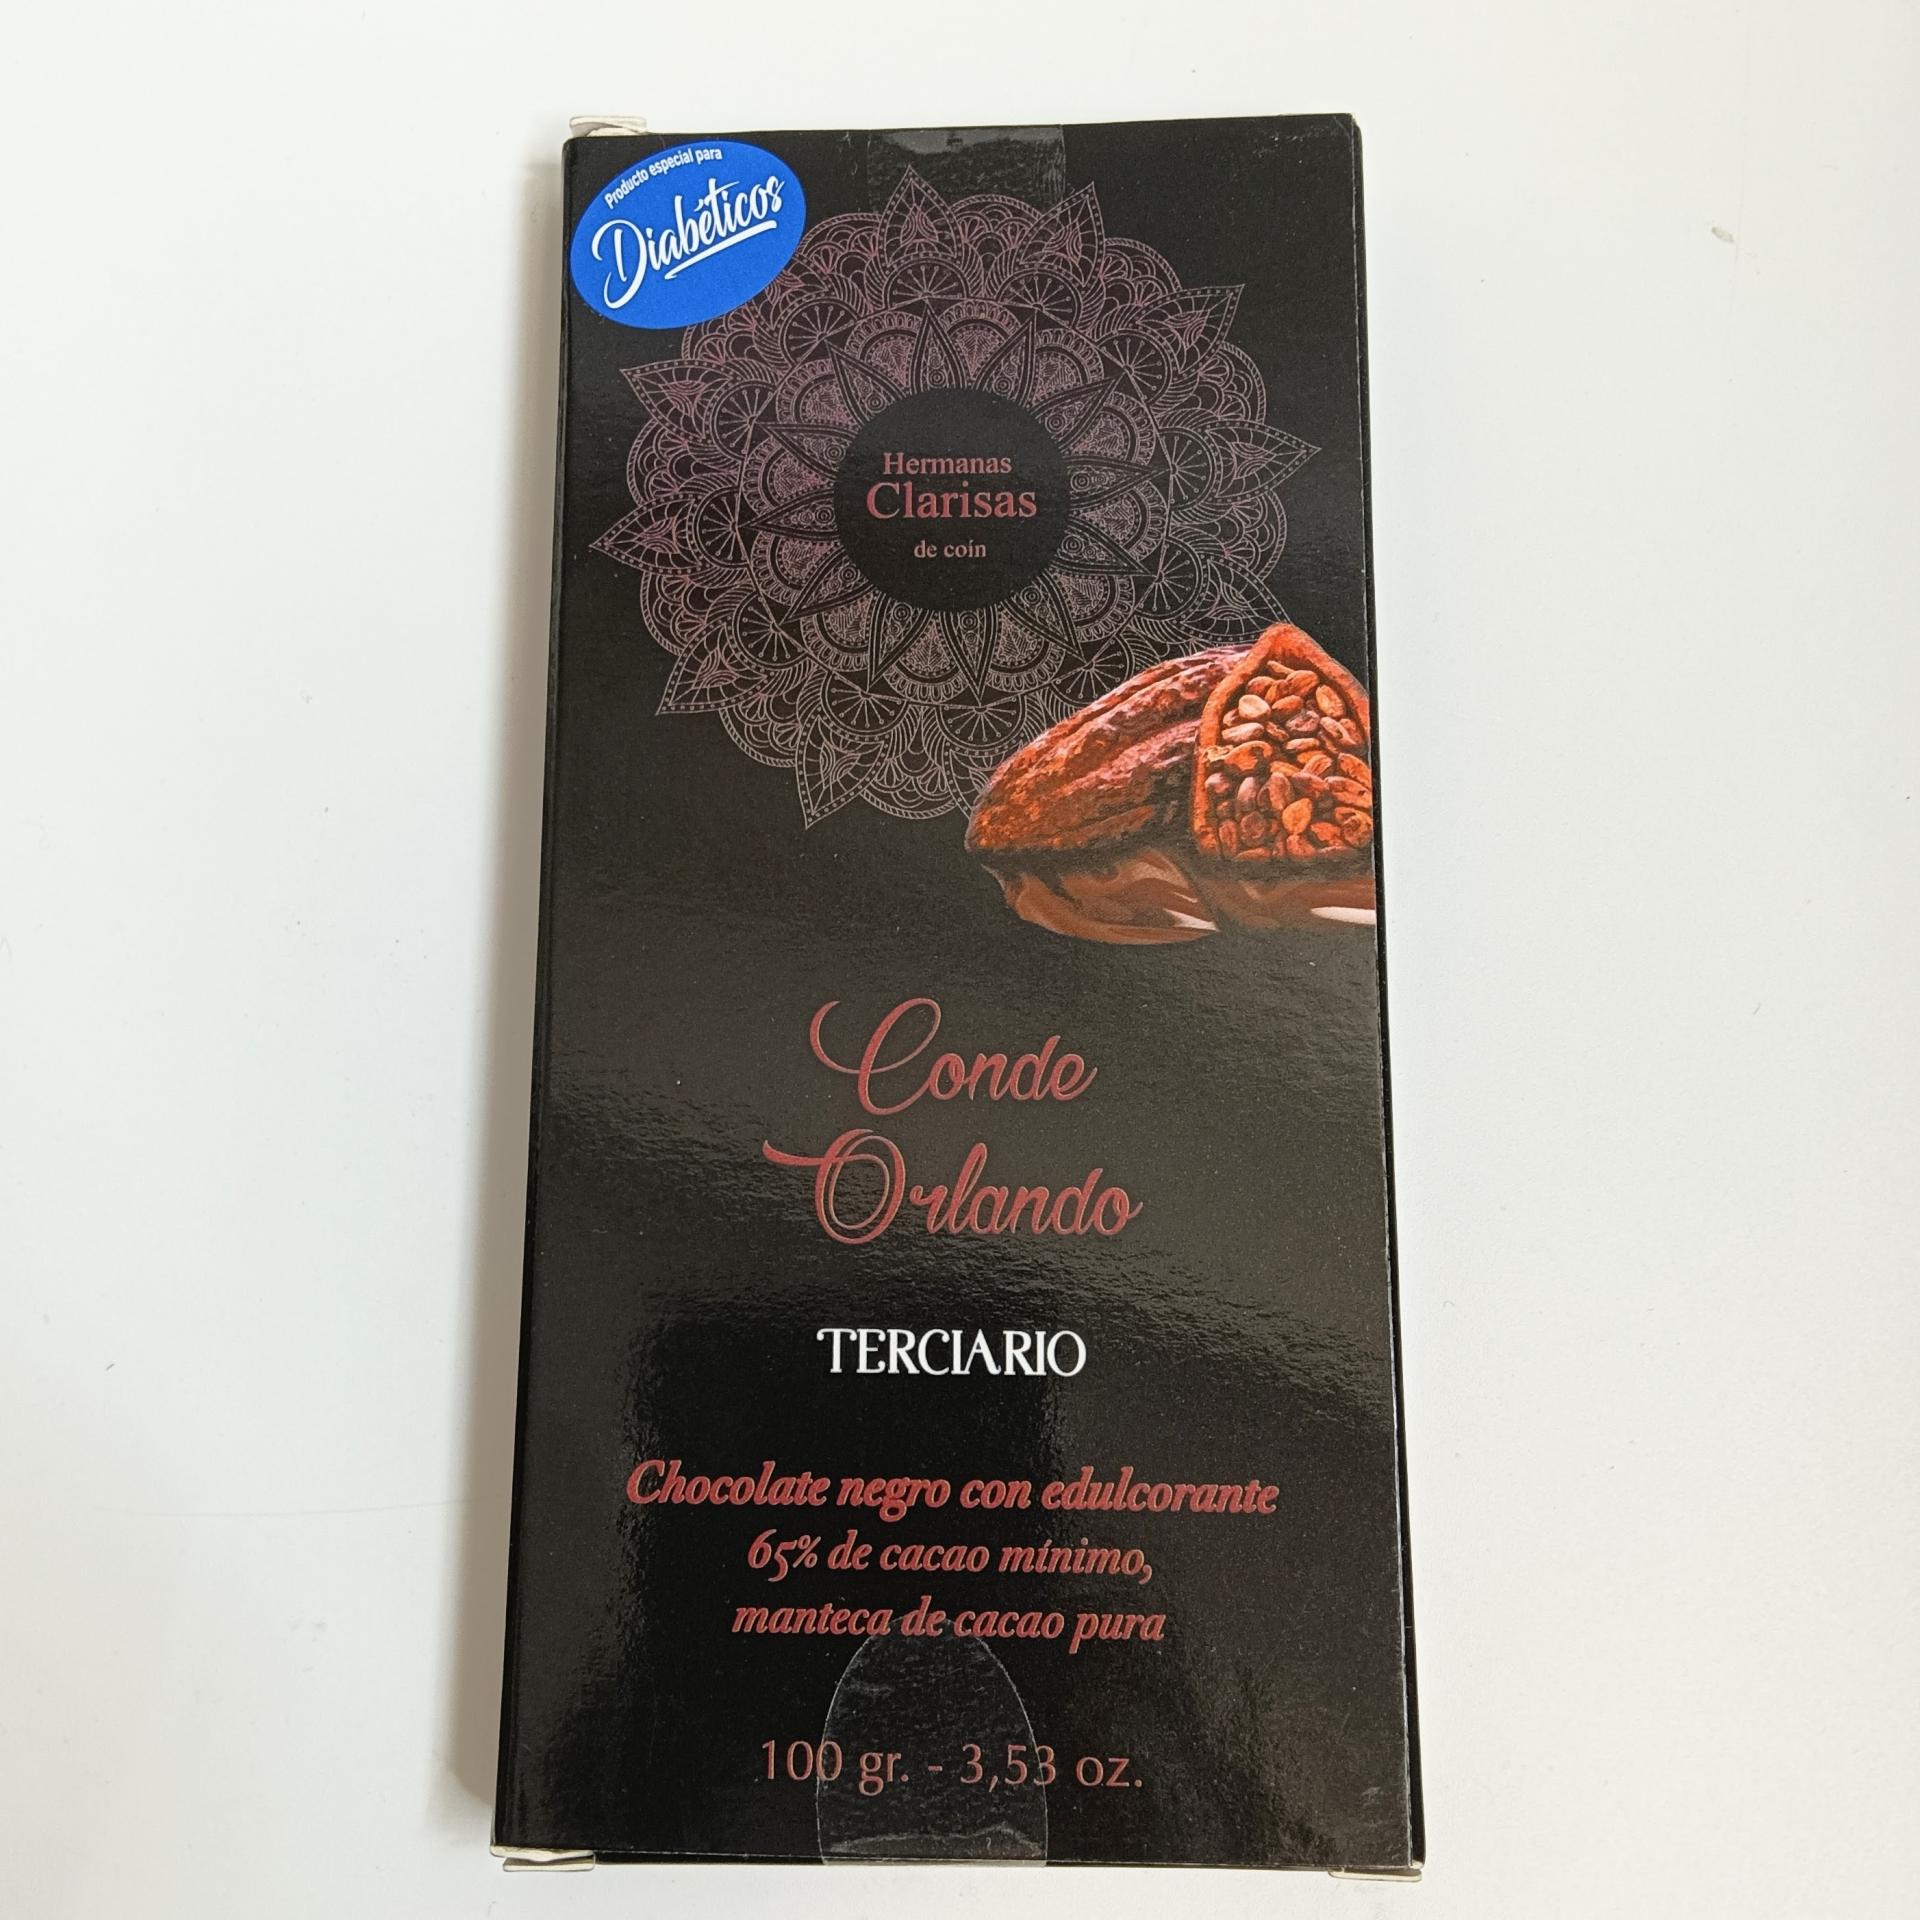 Producto especial para
Diabéticos
Hermanas
Clarisas
de coín
Conde
Orlando
TERCIARIO
Chocolate negro con edulcorante
65% de cacao mínimo,
manteca de cacao pura
100 gr. - 3,53 oz.